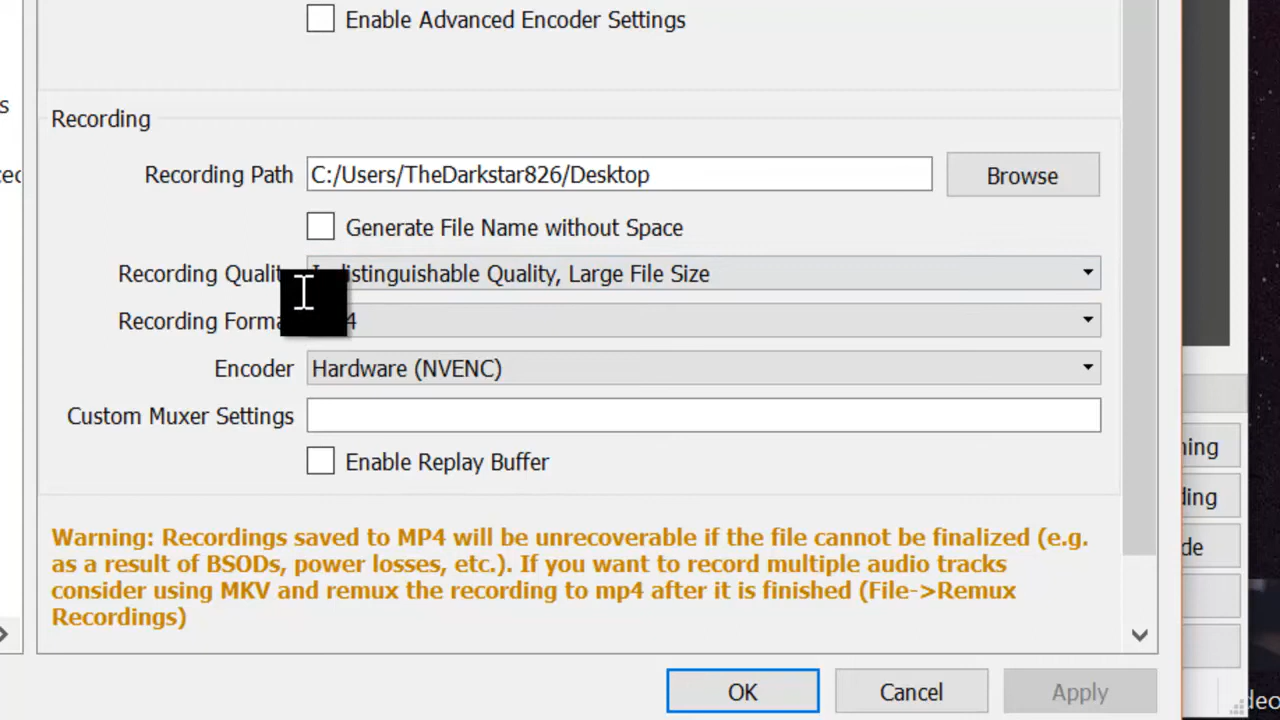 Enable Advanced Encoder Settings
Recording
Recording Path C:/Users/TheDarkstar826/Desktop Browse
Generate File Name without Space
Recording Quality Indistinguishable Quality, Large File Size
Recording Format
Encoder Hardware (NVENC)
Custom Muxer Settings
Enable Replay Buffer
Warning: Recordings saved to MP4 will be unrecoverable if the file cannot be finalized (e.g.
as a result of BSODs, power losses, etc.). If you want to record multiple audio tracks
consider using MKV and remux the recording to mp4 after it is finished (File->Remux
Recordings)
OK Cancel Apply